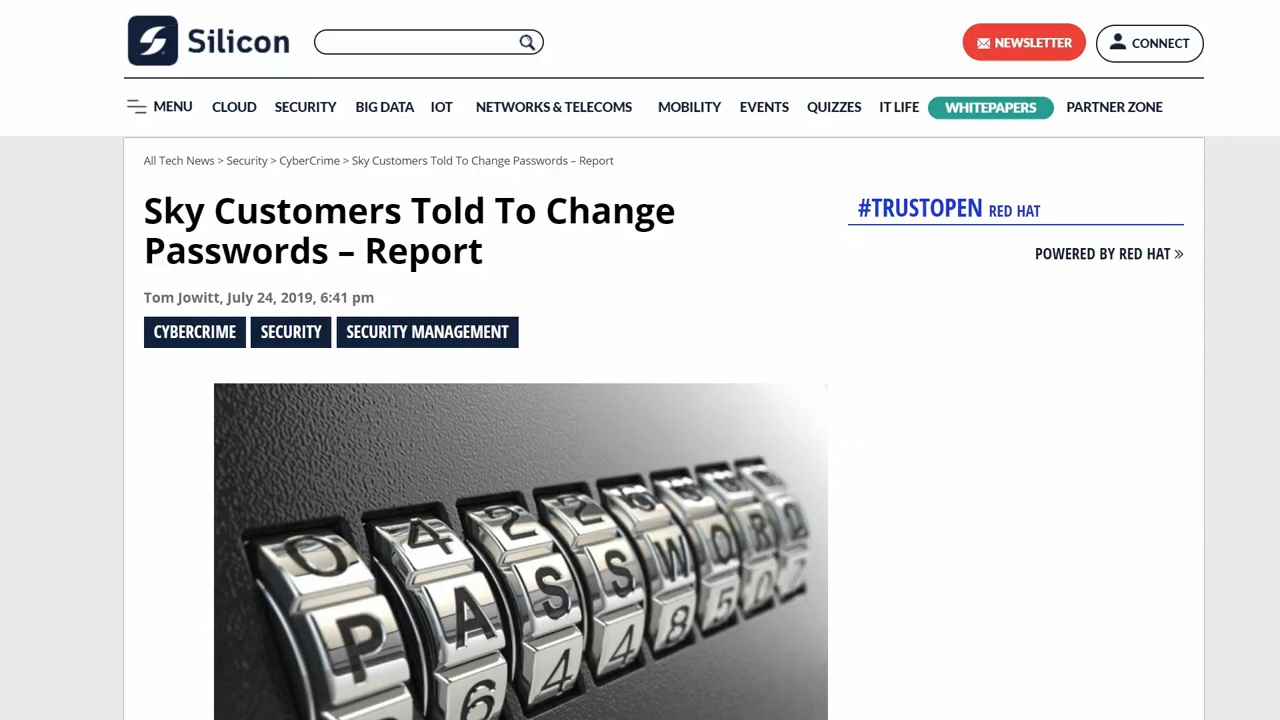 Silicon
NEWSLETTER
CONNECT
MENU CLOUD SECURITY BIG DATA IOT NETWORKS & TELECOMS MOBILITY EVENTS QUIZZES IT LIFE WHITEPAPERS PARTNER ZONE
All Tech News > Security > CyberCrime > Sky Customers Told To Change Passwords – Report
Sky Customers Told To Change
Passwords – Report
#TRUSTOPEN RED HAT
POWERED BY RED HAT »
Tom Jowitt, July 24, 2019, 6:41 pm
CYBERCRIME SECURITY SECURITY MANAGEMENT
PASSWORD